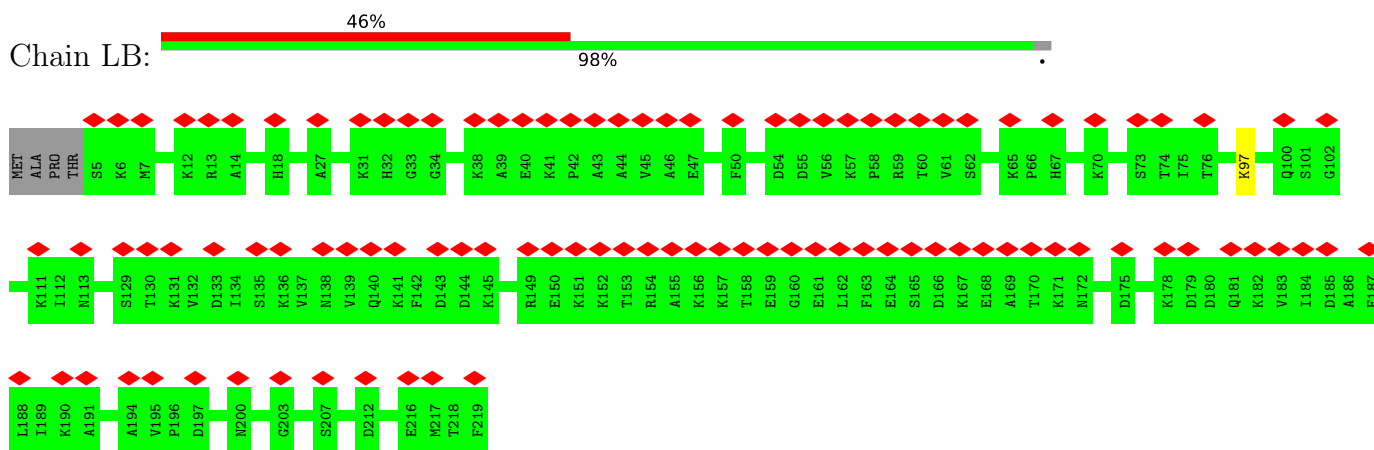 46%
Chain LB:
98%
.
MET ALA PRO THR S5 K6 M7 K12 R13 A14 H18 A27 K31 H32 G33 G34 K38 A39 E40 K41 P42 A43 A44 V45 A46 E47 F50 D54 D55 V56 K57 P58 R59 T60 V61 S62 K65 P66 H67 K70 S73 T74 I75 T76 K97 Q100 S101 G102
K111 I112 N113 S129 T130 K131 V132 D133 I134 S135 K136 V137 N138 V139 Q140 K141 F142 D143 D144 K145 R149 E150 K151 K152 T153 R154 A155 K156 K157 T158 E159 G160 E161 L162 F163 E164 S165 D166 K167 E168 A169 T170 K171 N172 D175 K178 D179 D180 Q181 K182 V183 I184 D185 A186 F187
L188 I189 K190 A191 A194 V195 P196 D197 N200 G203 S207 D212 E216 M217 T218 F219